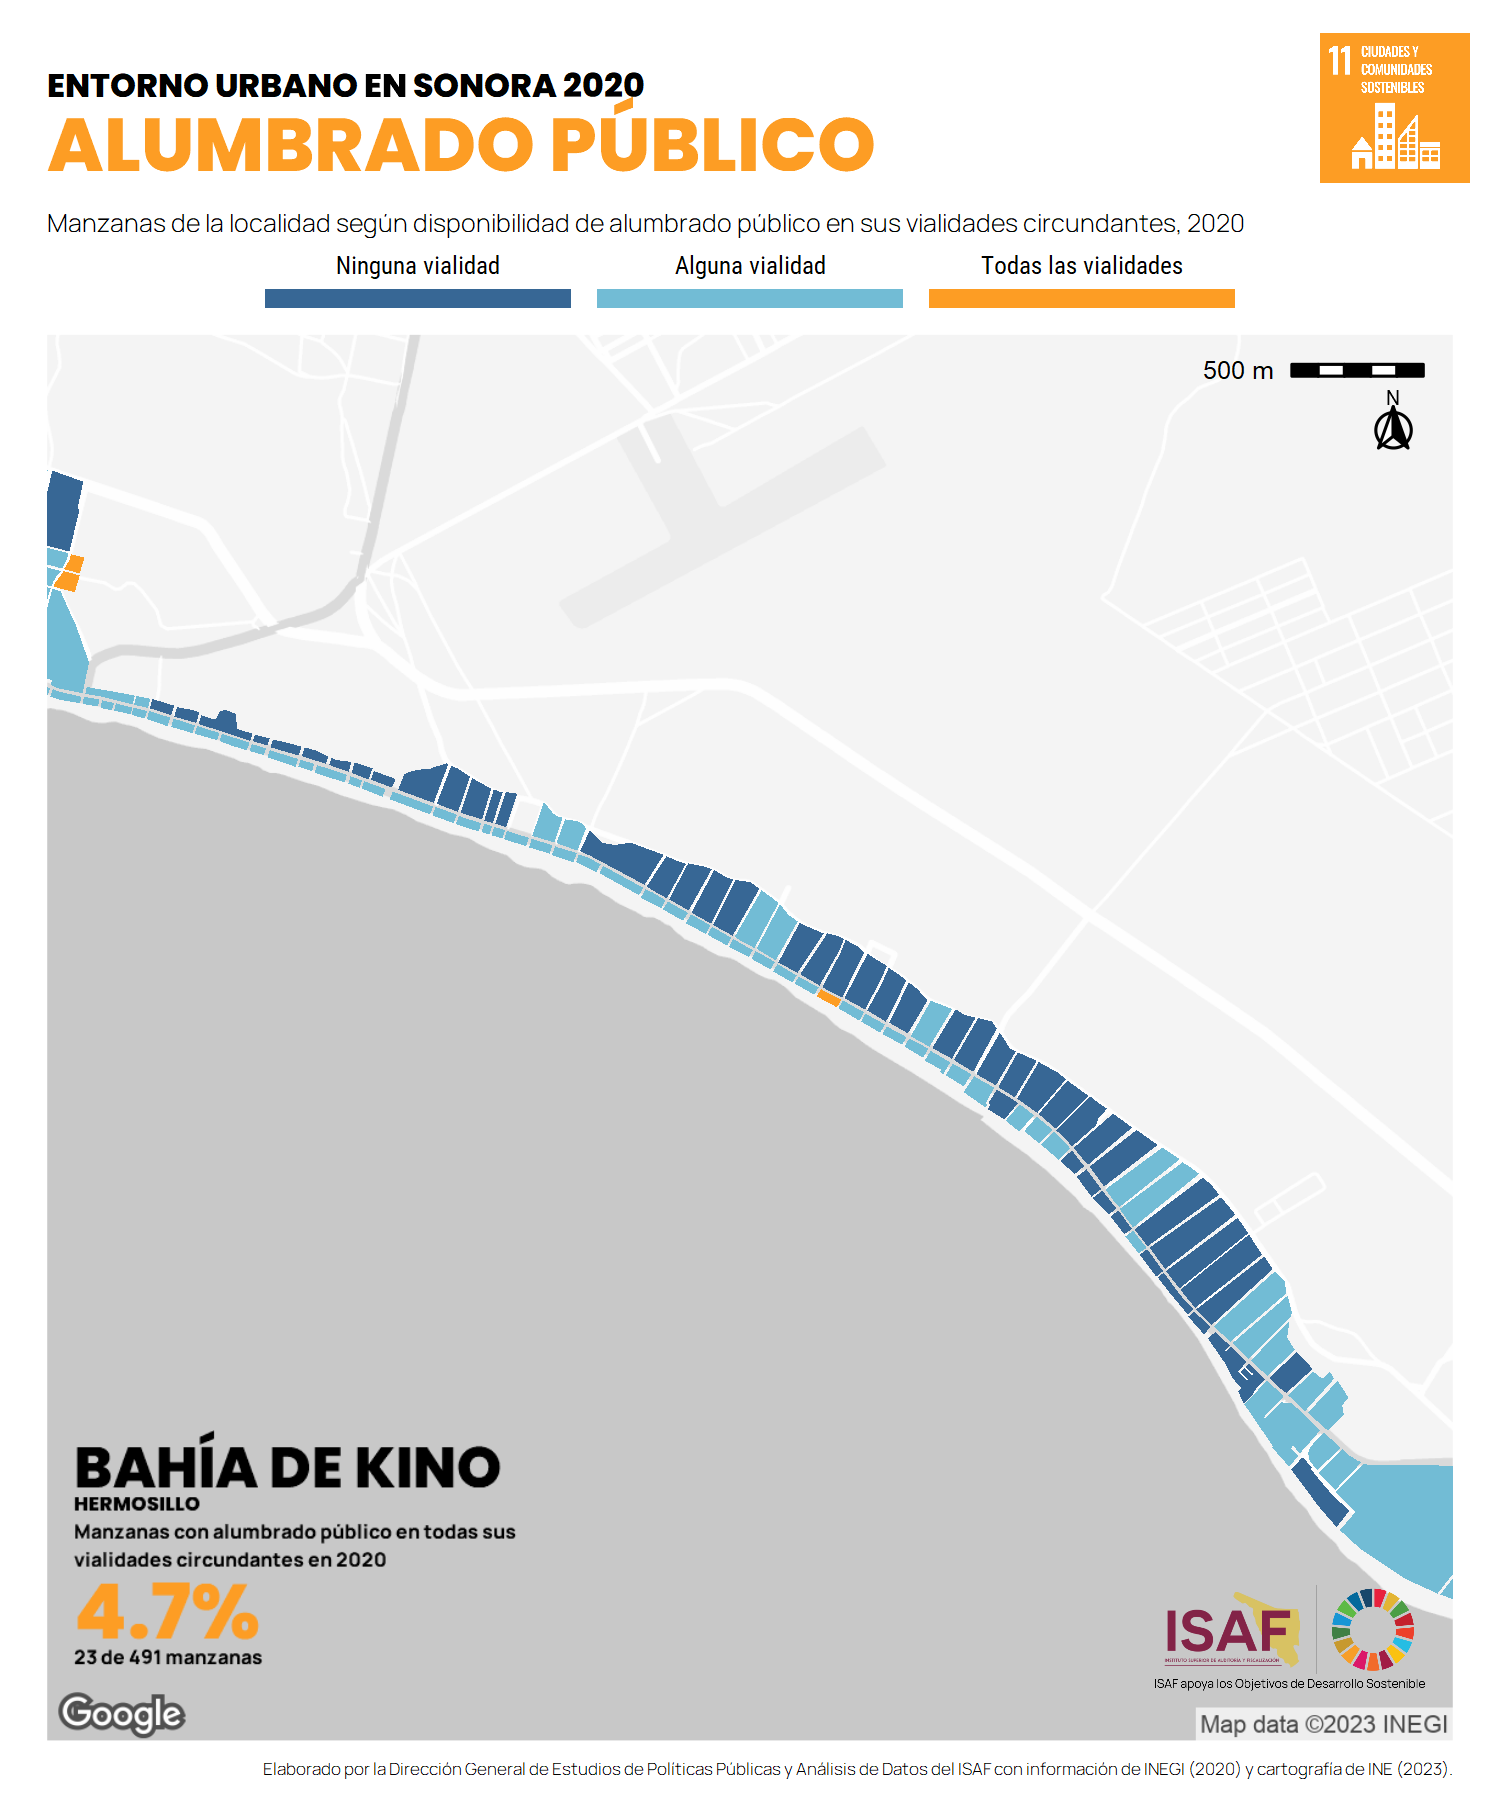 ENTORNO URBANO EN SONORA 2020
ALUMBRADO PÚBLICO
11 CIUDADES Y
COMUNIDADES
SOSTENIBLES
Manzanas de la localidad según disponibilidad de alumbrado público en sus vialidades circundantes, 2020
Ninguna vialidad
Alguna vialidad
Todas las vialidades
500 m
N
BAHÍA DE KINO
HERMOSILLO
Manzanas con alumbrado público en todas sus
vialidades circundantes en 2020
4.7%
23 de 491 manzanas
ISAF
INSTITUTO SUPERIOR DE AUDITORÍA Y FISCALIZACIÓN
ISAF apoya los Objetivos de Desarrollo Sostenible
Google
Map data ©2023 INEGI
Elaborado por la Dirección General de Estudios de Políticas Públicas y Análisis de Datos del ISAF con información de INEGI (2020) y cartografía de INE (2023).